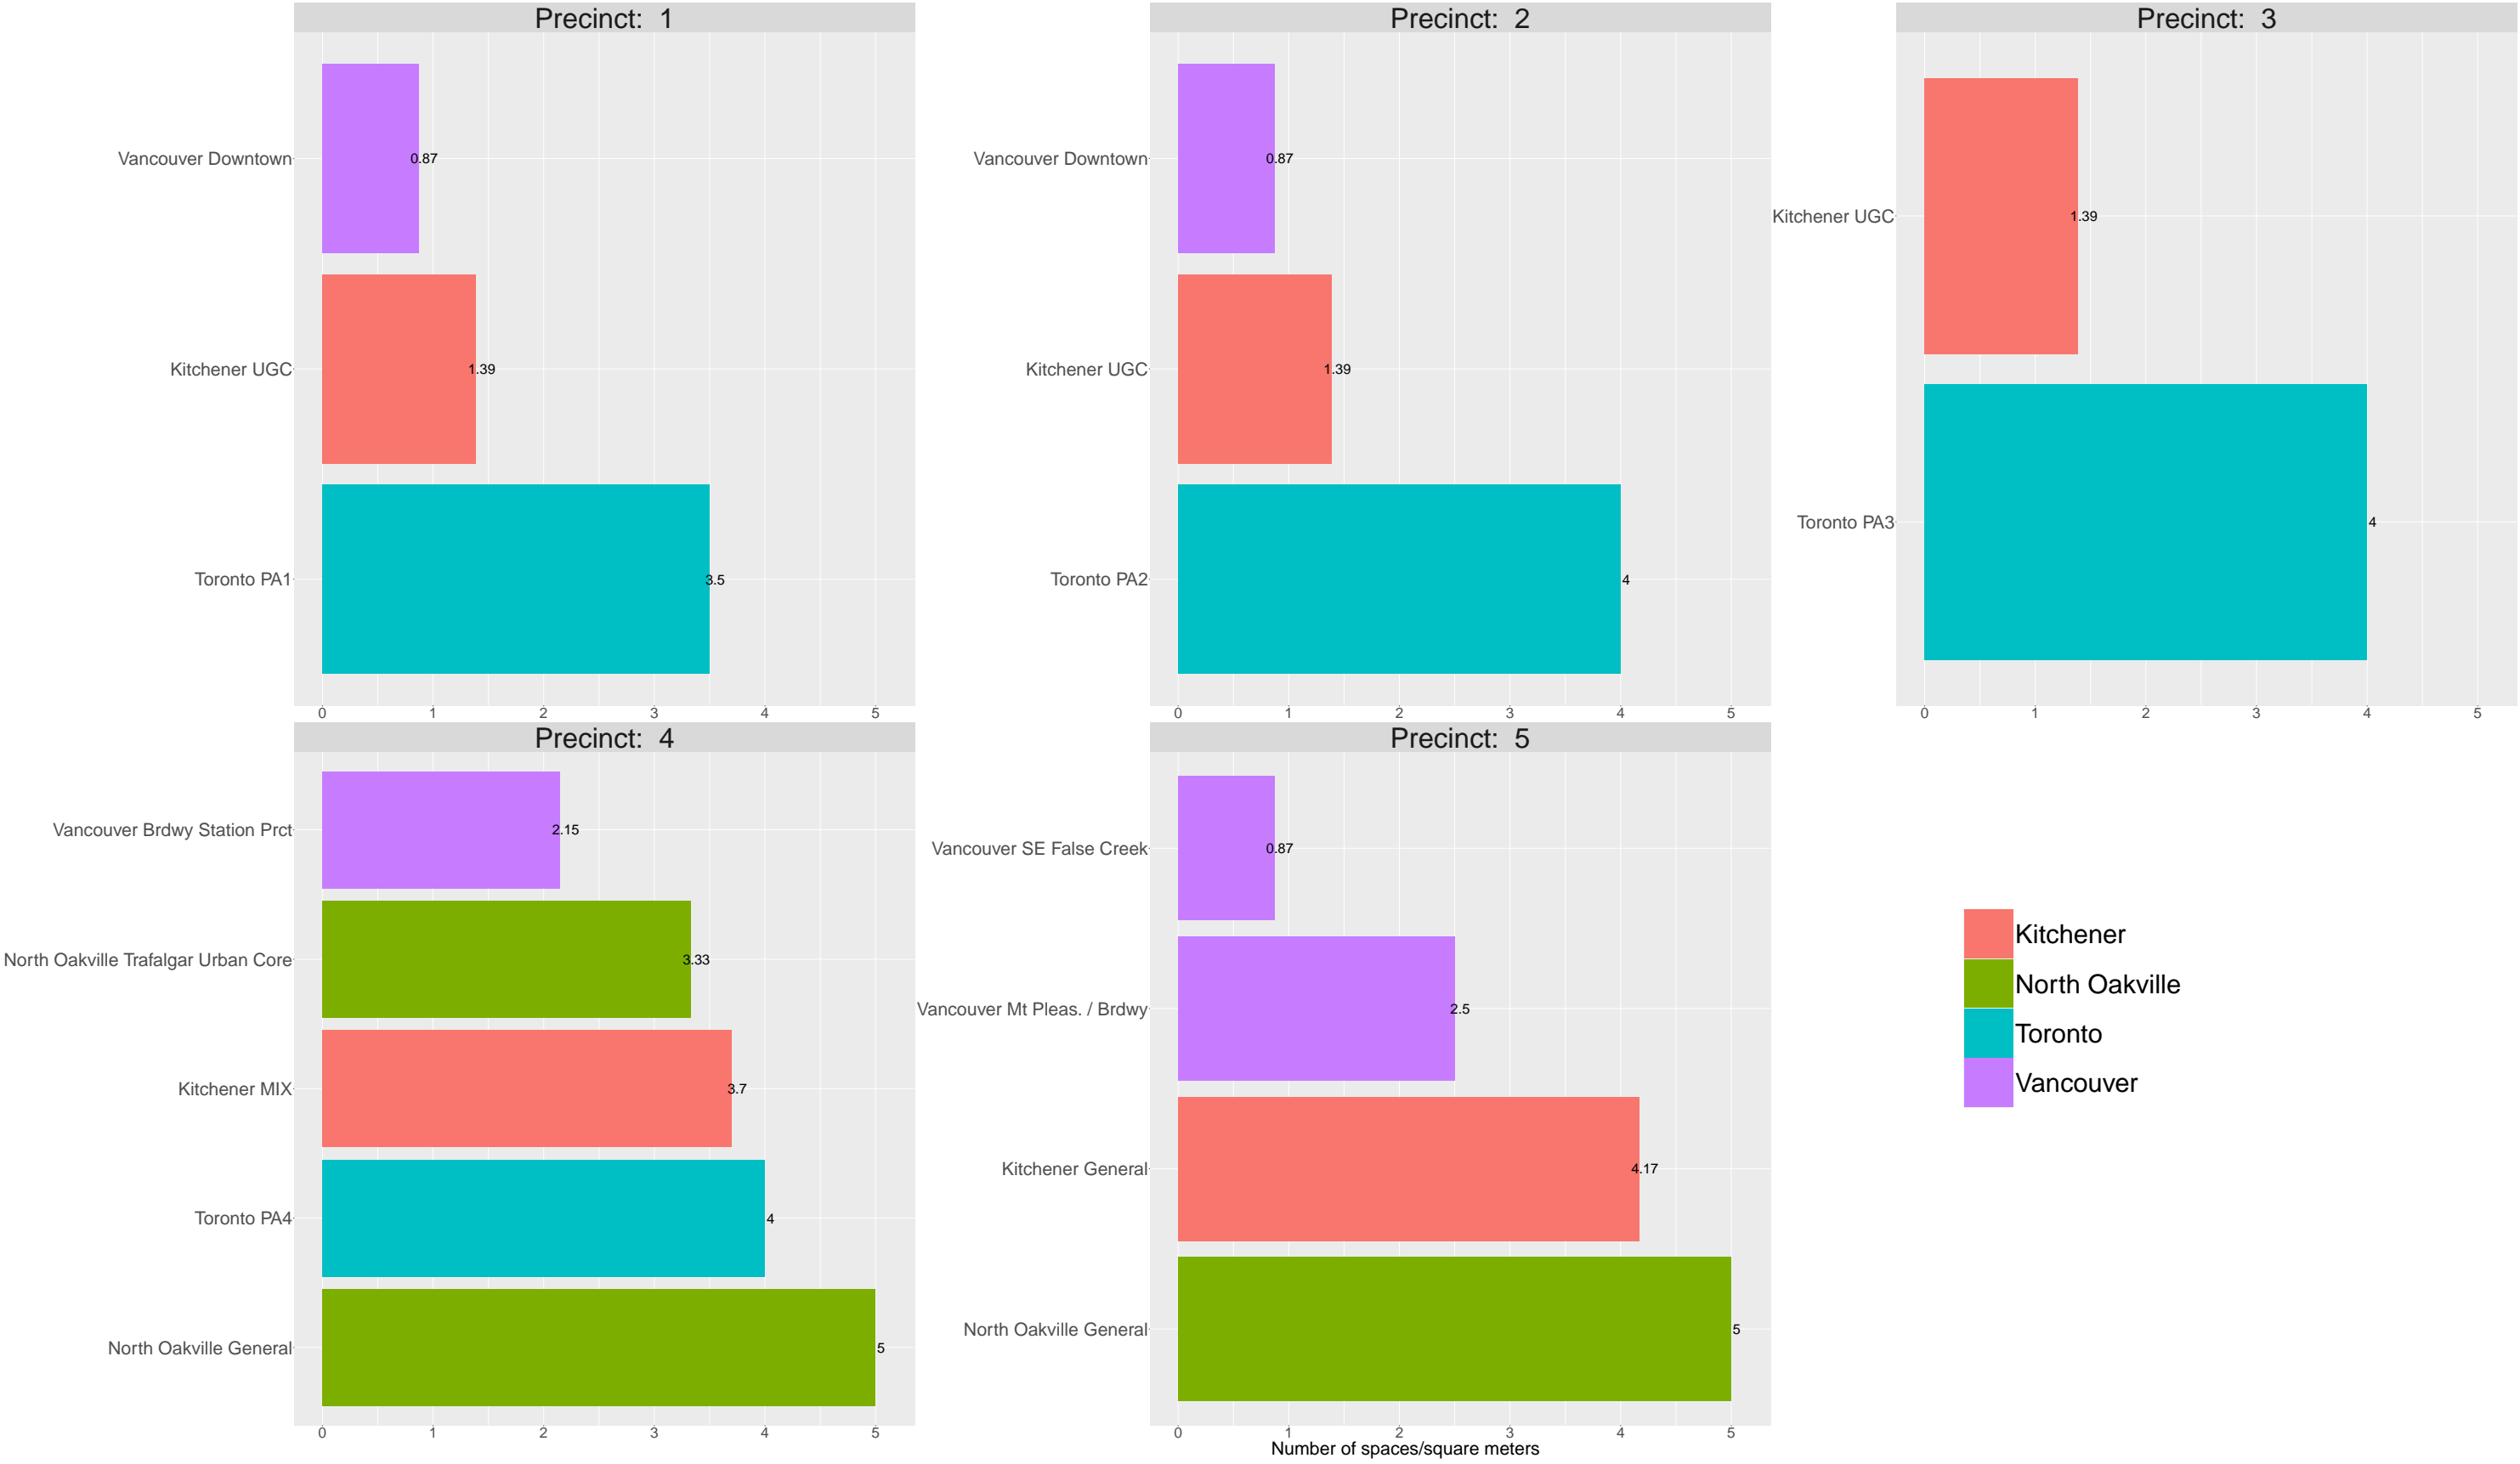 Precinct:  1
Vancouver Downtown
0.87
Kitchener UGC
1.39
Toronto PA1
3.5
0 1 2 3 4 5
Precinct:  2
Vancouver Downtown
0.87
Kitchener UGC
1.39
Toronto PA2
4
0 1 2 3 4 5
Precinct:  3
Kitchener UGC
1.39
Toronto PA3
4
0 1 2 3 4 5
Precinct:  4
Vancouver Brdwy Station Prct
2.15
North Oakville Trafalgar Urban Core
3.33
Kitchener MIX
3.7
Toronto PA4
4
North Oakville General
5
0 1 2 3 4 5
Precinct:  5
Vancouver SE False Creek
0.87
Vancouver Mt Pleas. / Brdwy
2.5
Kitchener General
4.17
North Oakville General
5
0 1 2 3 4 5
Number of spaces/square meters
Kitchener
North Oakville
Toronto
Vancouver